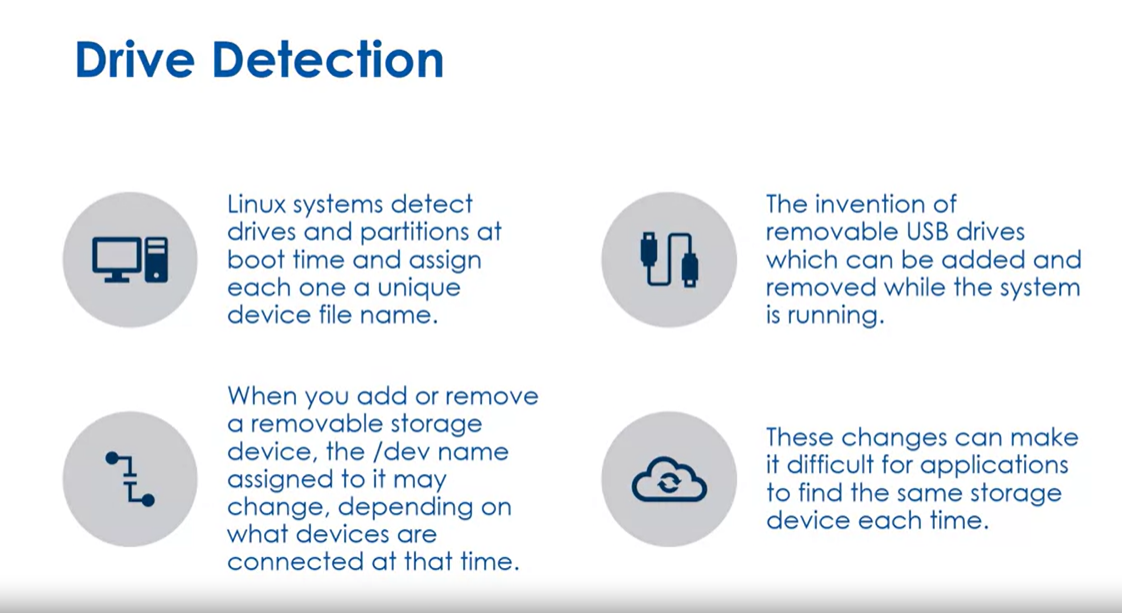 Drive Detection
Linux systems detect
drives and partitions at
boot time and assign
each one a unique
device file name.
The invention of
removable USB drives
which can be added and
removed while the system
is running.
When you add or remove
a removable storage
device, the /dev name
assigned to it may
change, depending on
what devices are
connected at that time.
These changes can make
it difficult for applications
to find the same storage
device each time.